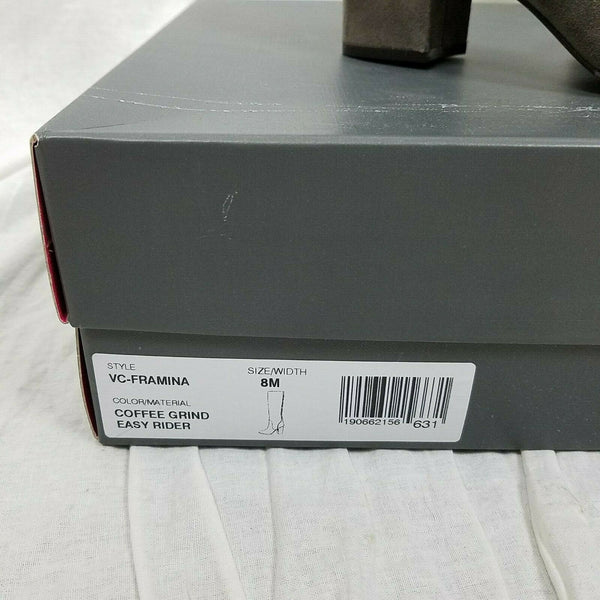 STYLE
VC-FRAMINA
SIZE/WIDTH
8M
COLOR/MATERIAL
COFFEE GRIND
EASY RIDER
190662156 631